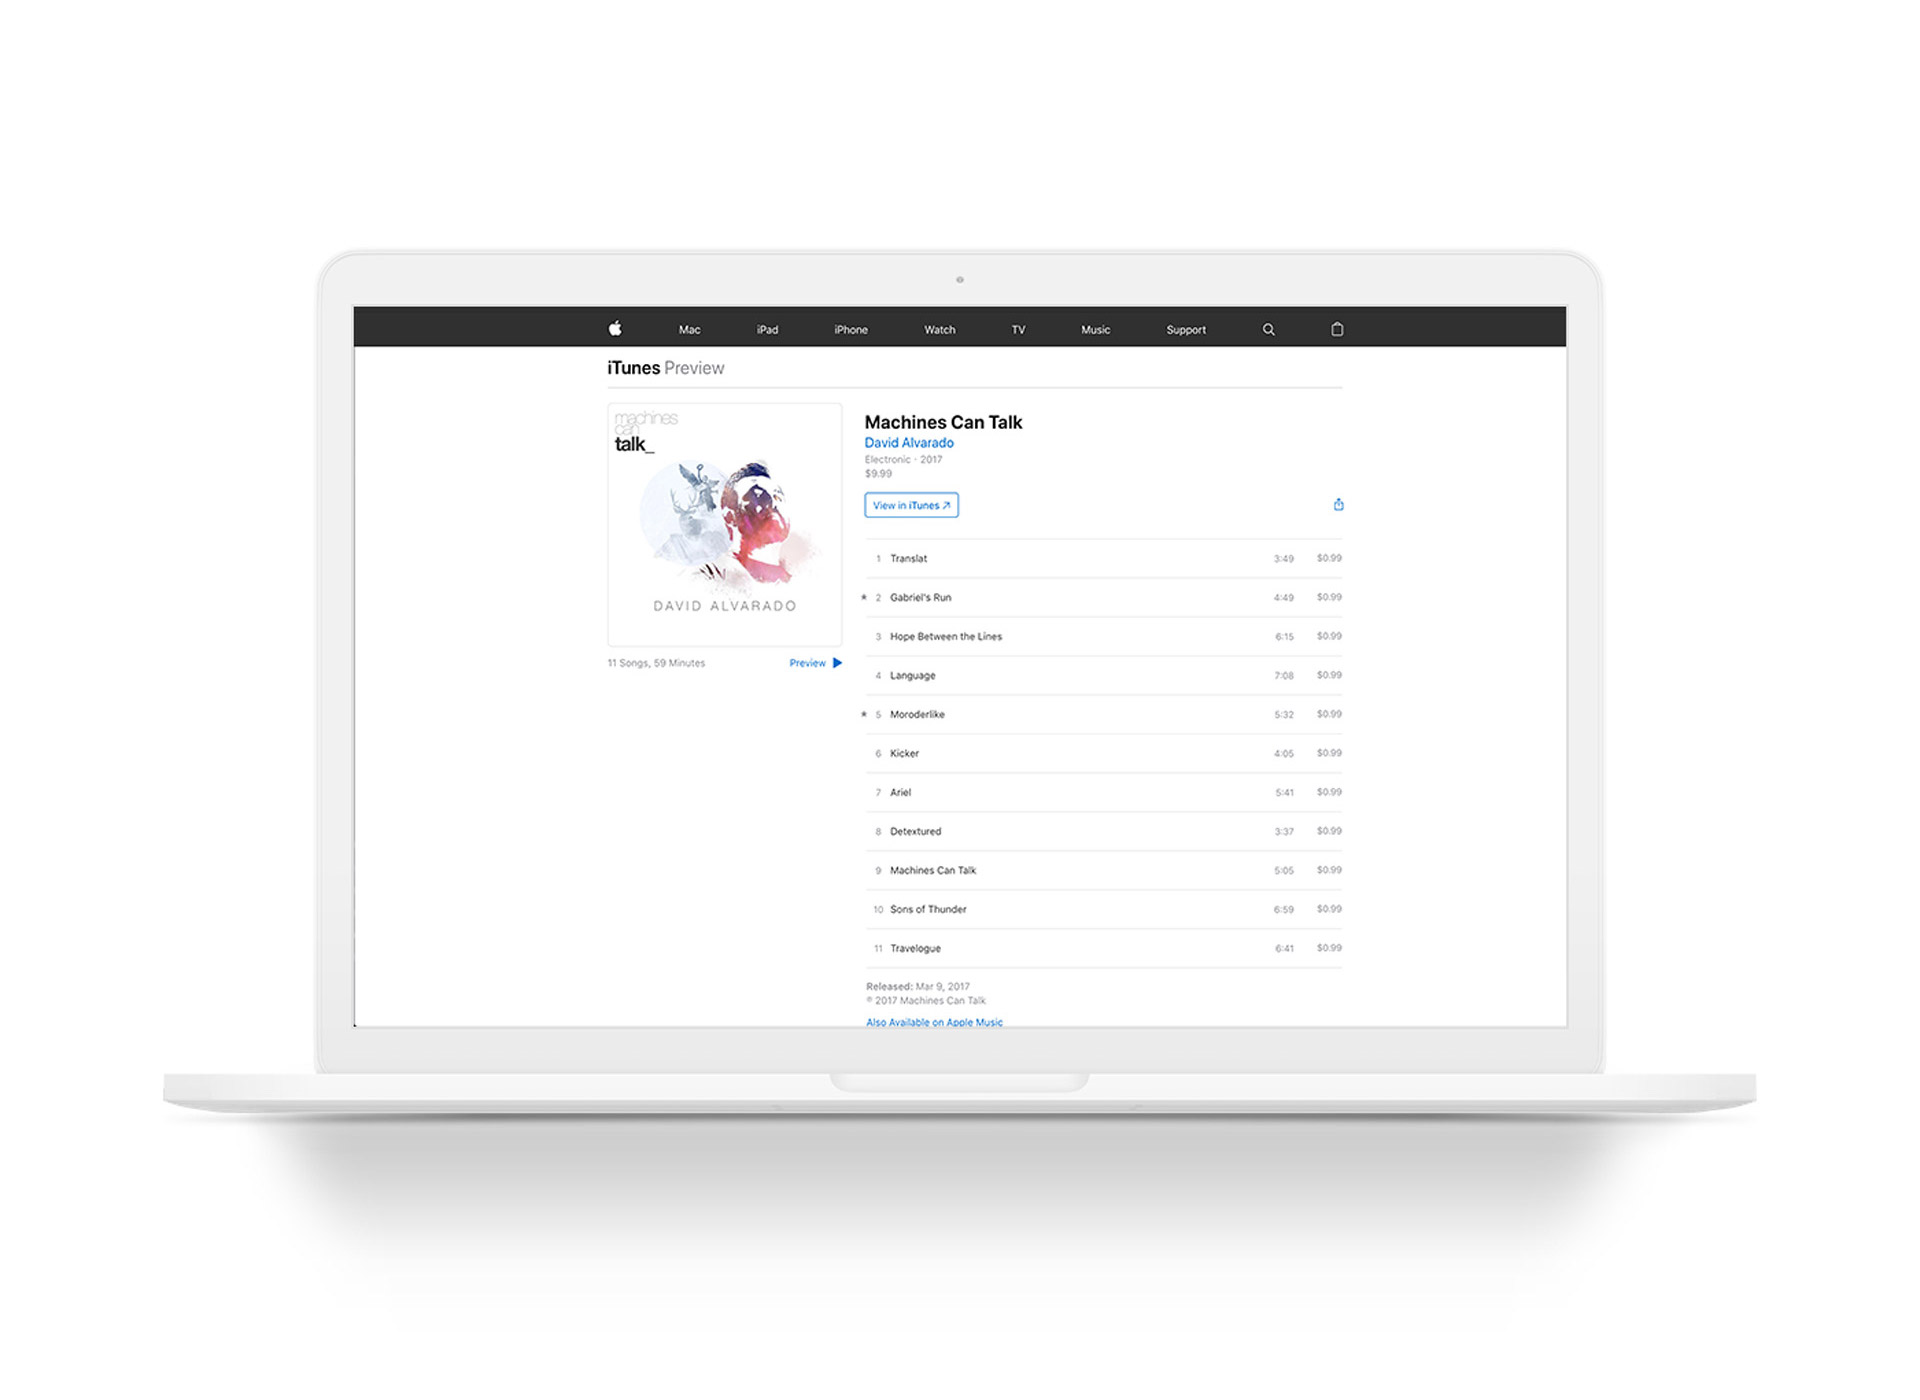 Mac iPad iPhone Watch TV Music Support
iTunes Preview
machines
can
talk_
DAVID ALVARADO
11 Songs, 59 Minutes Preview
Machines Can Talk
David Alvarado
Electronic · 2017
$9.99
View in iTunes ↗
1 Translat 3:49 $0.99
★ 2 Gabriel's Run 4:49 $0.99
3 Hope Between the Lines 6:15 $0.99
4 Language 7:08 $0.99
★ 5 Moroderlike 5:32 $0.99
6 Kicker 4:05 $0.99
7 Ariel 5:41 $0.99
8 Detextured 3:37 $0.99
9 Machines Can Talk 5:05 $0.99
10 Sons of Thunder 6:59 $0.99
11 Travelogue 6:41 $0.99
Released: Mar 9, 2017
℗ 2017 Machines Can Talk
Also Available on Apple Music